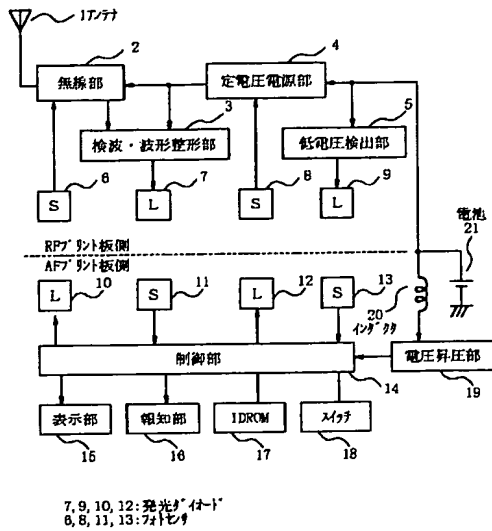 1アンテナ
2
無線部
4
定電圧電源部
3
検波・波形整形部
5
低電圧検出部
6
S
7
L
8
S
9
L
電池
21
RFプリント板側
AFプリント板側
10
L
11
S
12
L
13
S
20
インダクタ
制御部
14
電圧昇圧部
19
表示部
15
報知部
16
IDROM
17
スイッチ
18
7,9,10,12:発光ダイオード
6,8,11,13:フォトセンサ